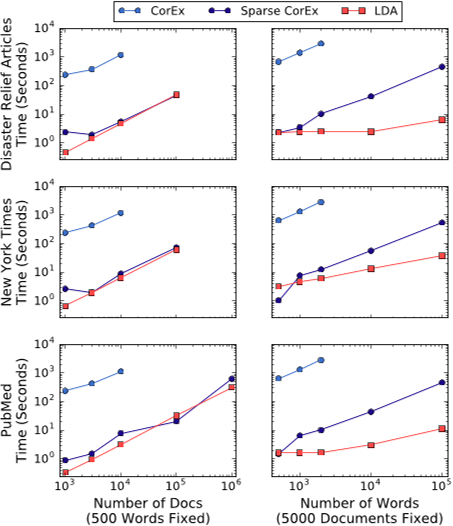 CorEx Sparse CorEx LDA
Disaster Relief Articles
Time (Seconds)
10^4
10^3
10^2
10^1
10^0
New York Times
Time (Seconds)
10^4
10^3
10^2
10^1
10^0
PubMed
Time (Seconds)
10^4
10^3
10^2
10^1
10^0
10^3 10^4 10^5 10^6
10^3 10^4 10^5
Number of Docs
(500 Words Fixed)
Number of Words
(5000 Documents Fixed)